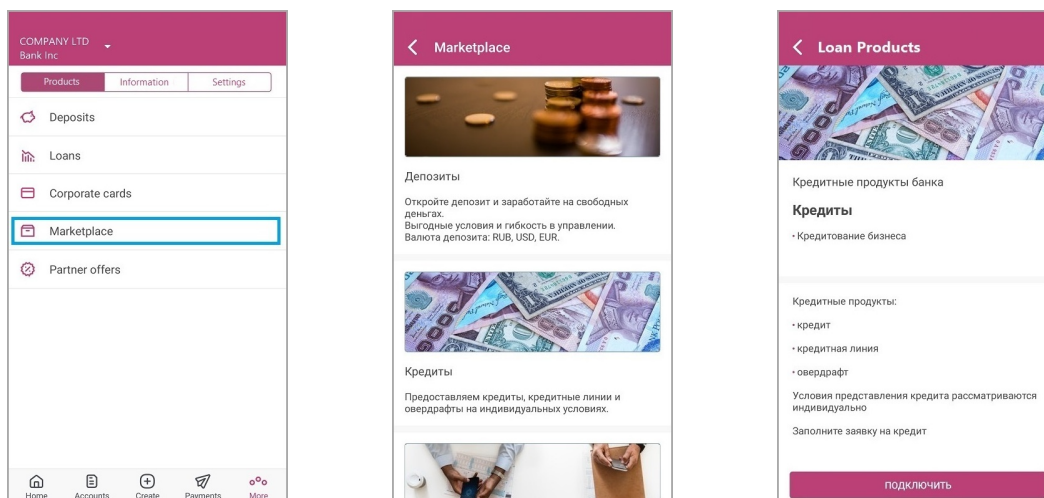 COMPANY LTD
Bank Inc
Products Information Settings
Deposits
Loans
Corporate cards
Marketplace
Partner offers
Home Accounts Create Payments More
Marketplace
Депозиты
Откройте депозит и заработайте на свободных
деньгах.
Выгодные условия и гибкость в управлении.
Валюта депозита: RUB, USD, EUR.
Кредиты
Предоставляем кредиты, кредитные линии и
овердрафты на индивидуальных условиях.
Loan Products
Кредитные продукты банка
Кредиты
• Кредитование бизнеса
Кредитные продукты:
• кредит
• кредитная линия
• овердрафт
Условия представления кредита рассматриваются
индивидуально
Заполните заявку на кредит
ПОДКЛЮЧИТЬ